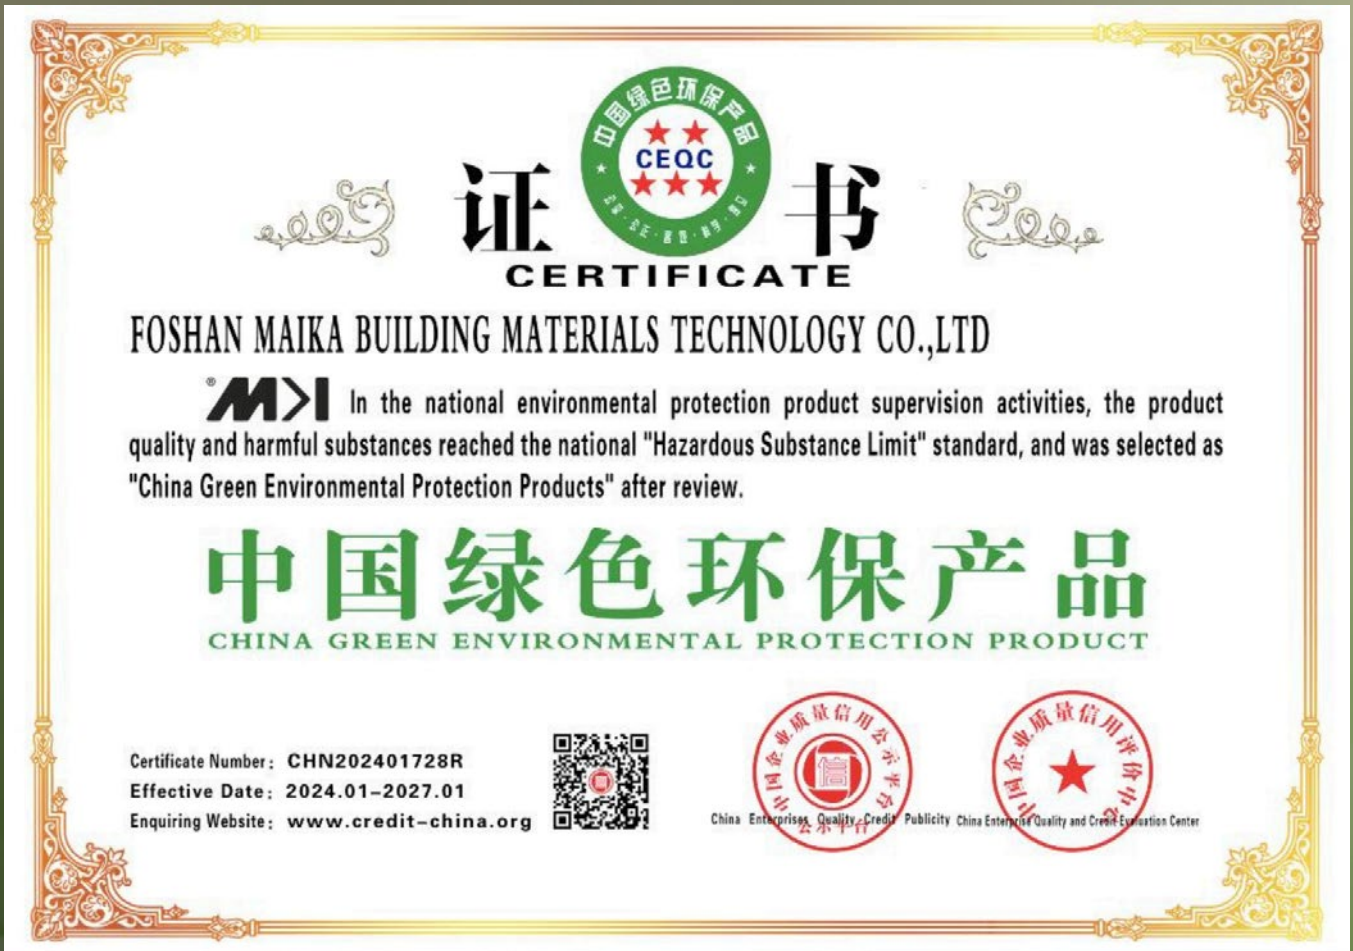 中国绿色环保产品
CEQC
证书
CERTIFICATE
FOSHAN MAIKA BUILDING MATERIALS TECHNOLOGY CO.,LTD
® In the national environmental protection product supervision activities, the product
quality and harmful substances reached the national "Hazardous Substance Limit" standard, and was selected as
"China Green Environmental Protection Products" after review.
中国绿色环保产品
CHINA GREEN ENVIRONMENTAL PROTECTION PRODUCT
Certificate Number: CHN202401728R
Effective Date: 2024.01-2027.01
Enquiring Website: www.credit-china.org
中国企业质量信用公示平台
信
公示平台
China Enterprises Quality Credit Publicity
中国企业质量信用评价中心
China Enterprise Quality and Credit Evaluation Center